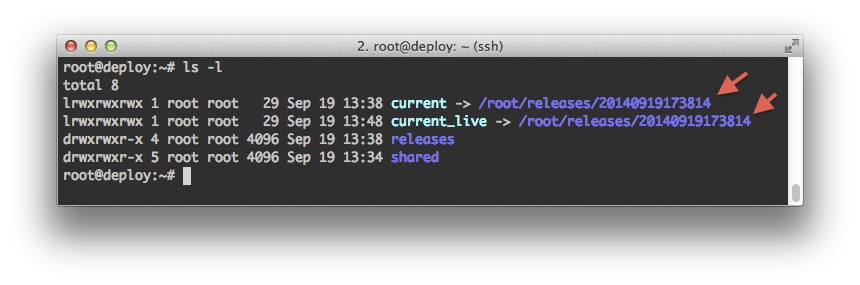 2. root@deploy: ~ (ssh)
root@deploy:~# ls -l
total 8
lrwxrwxrwx 1 root root   29 Sep 19 13:38 current -> /root/releases/20140919173814
lrwxrwxrwx 1 root root   29 Sep 19 13:48 current_live -> /root/releases/20140919173814
drwxrwxr-x 4 root root 4096 Sep 19 13:38 releases
drwxrwxr-x 5 root root 4096 Sep 19 13:34 shared
root@deploy:~#